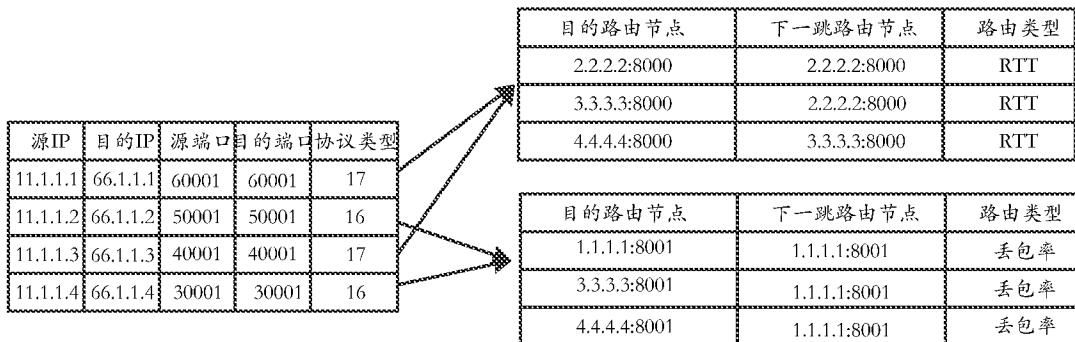 目的路由节点 下一跳路由节点 路由类型
2.2.2.2:8000 2.2.2.2:8000 RTT
3.3.3.3:8000 2.2.2.2:8000 RTT
4.4.4.4:8000 3.3.3.3:8000 RTT
源IP 目的IP 源端口 目的端口 协议类型
11.1.1.1 66.1.1.1 60001 60001 17
11.1.1.2 66.1.1.2 50001 50001 16
11.1.1.3 66.1.1.3 40001 40001 17
11.1.1.4 66.1.1.4 30001 30001 16
目的路由节点 下一跳路由节点 路由类型
1.1.1.1:8001 1.1.1.1:8001 丢包率
3.3.3.3:8001 1.1.1.1:8001 丢包率
4.4.4.4:8001 1.1.1.1:8001 丢包率